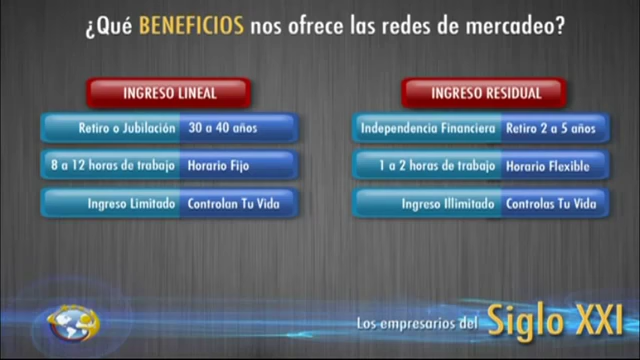 ¿Qué BENEFICIOS nos ofrece las redes de mercadeo?
INGRESO LINEAL
Retiro o Jubilación 30 a 40 años
8 a 12 horas de trabajo Horario Fijo
Ingreso Limitado Controlan Tu Vida
INGRESO RESIDUAL
Independencia Financiera Retiro 2 a 5 años
1 a 2 horas de trabajo Horario Flexible
Ingreso Illimitado Controlas Tu Vida
Los empresarios del Siglo XXI